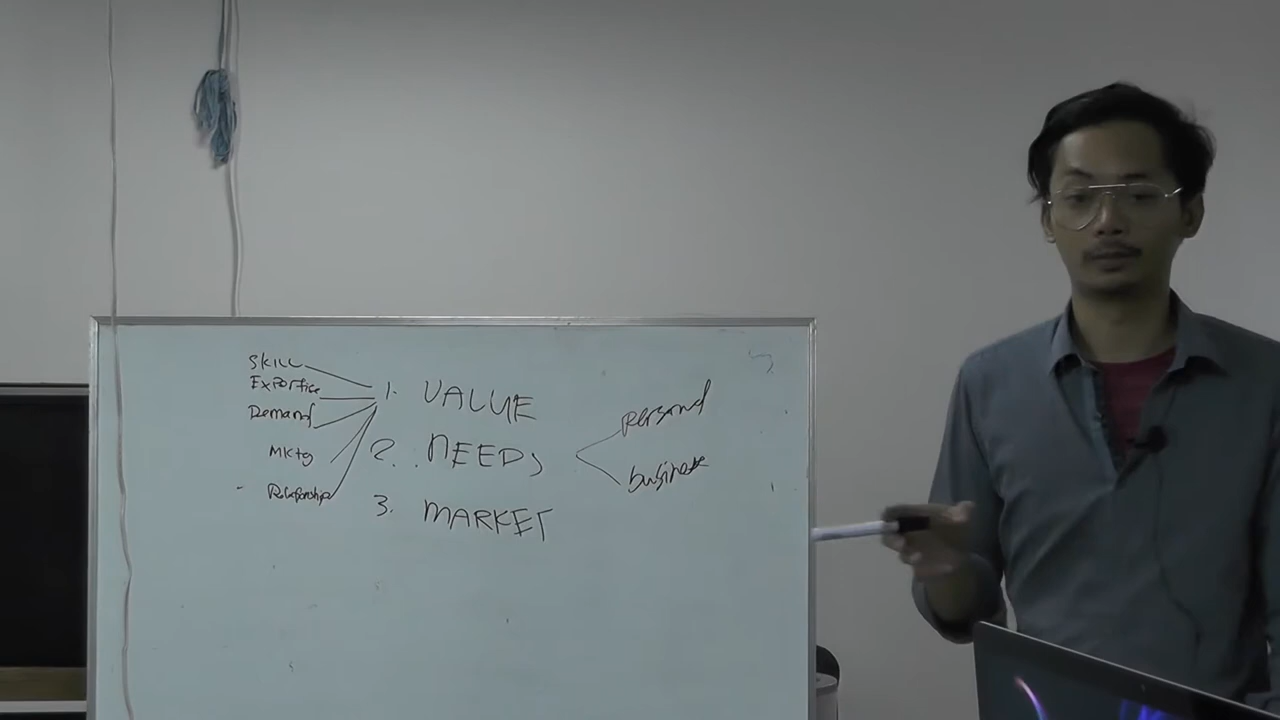 SKILL
Expertise
Demand
Mktg
Relationship
1. VALUE
2. NEEDS
3. MARKET
personal
business